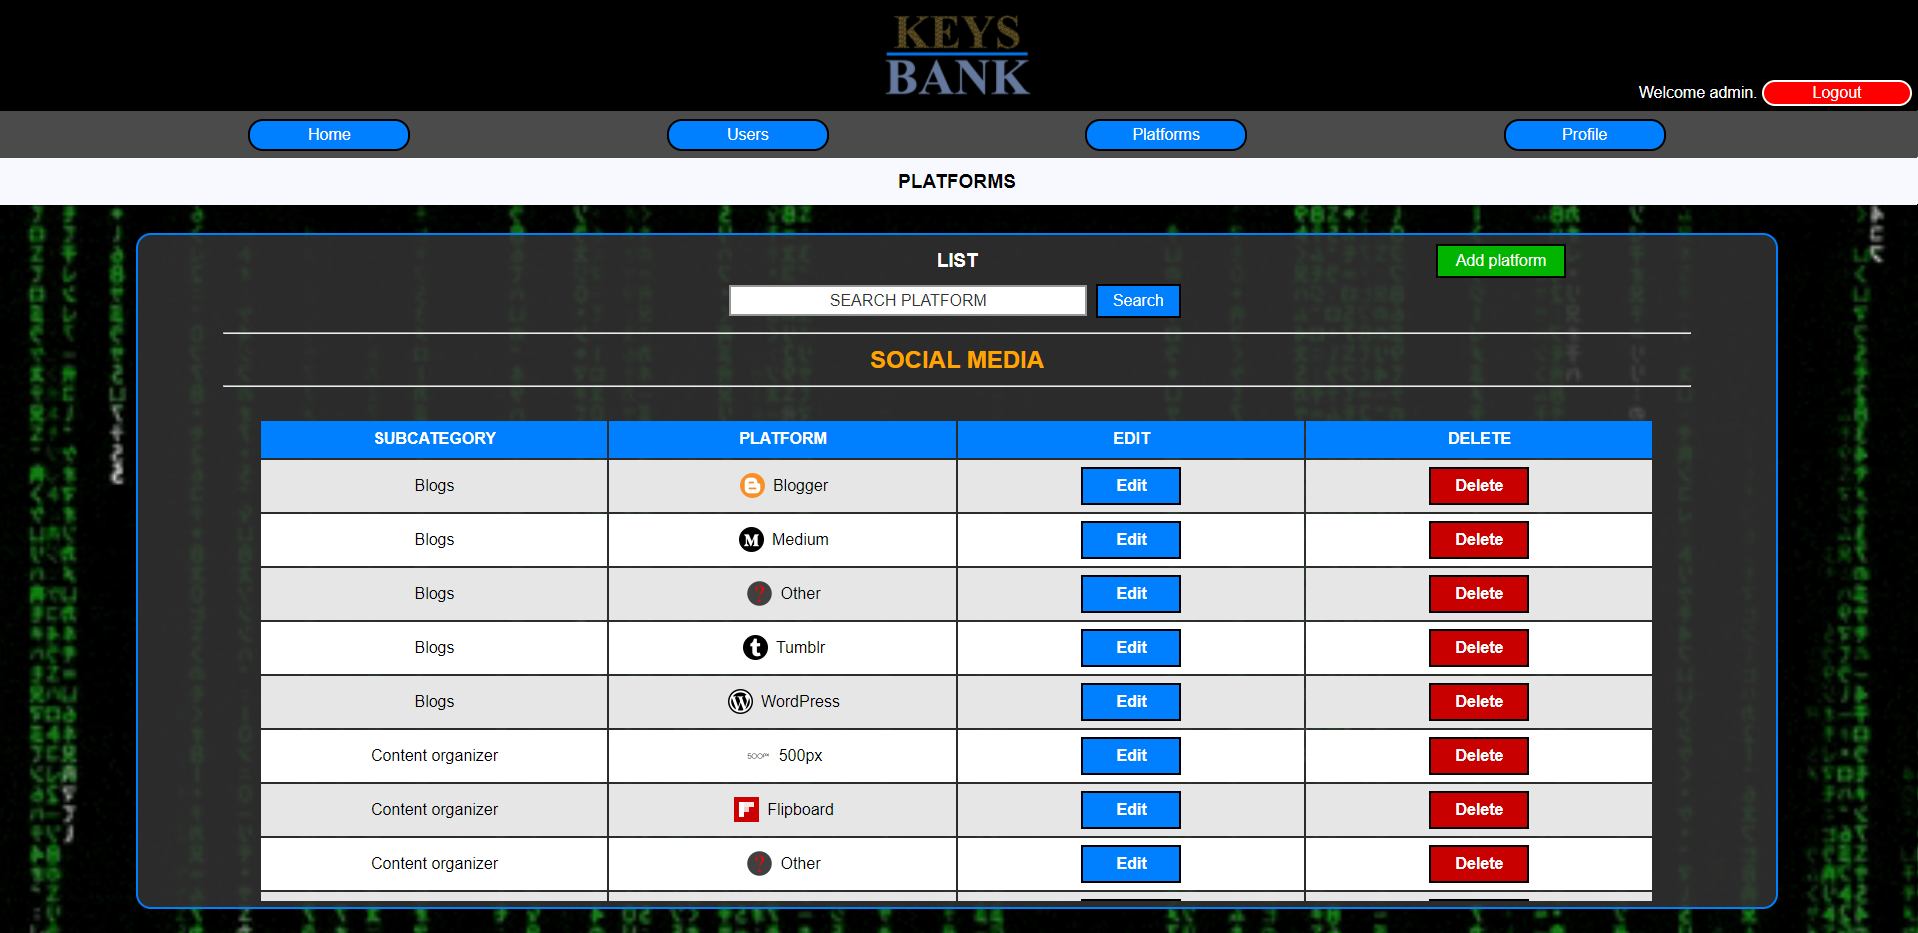 KEYS
BANK
Welcome admin. Logout
Home Users Platforms Profile
PLATFORMS
LIST Add platform
SEARCH PLATFORM Search
SOCIAL MEDIA
SUBCATEGORY PLATFORM EDIT DELETE
Blogs Blogger Edit Delete
Blogs M Medium Edit Delete
Blogs ? Other Edit Delete
Blogs t Tumblr Edit Delete
Blogs W WordPress Edit Delete
Content organizer 500px 500px Edit Delete
Content organizer Flipboard Edit Delete
Content organizer ? Other Edit Delete